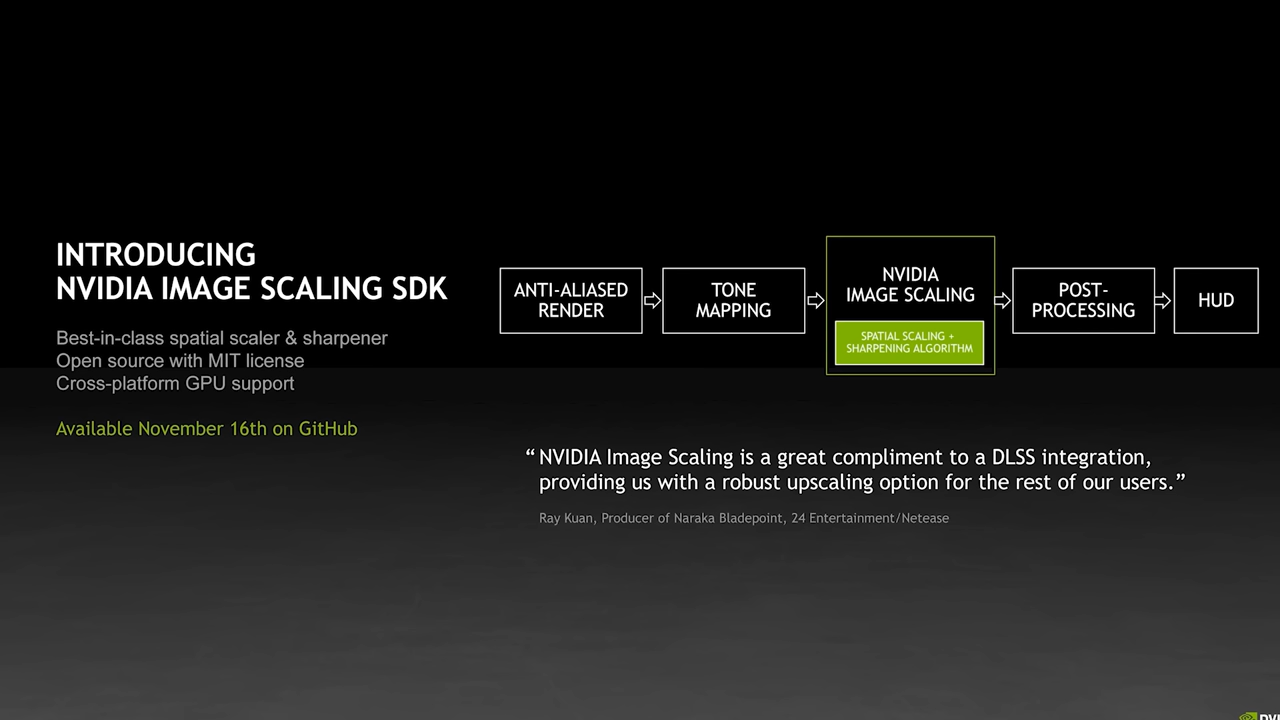 INTRODUCING
NVIDIA IMAGE SCALING SDK
Best-in-class spatial scaler & sharpener
Open source with MIT license
Cross-platform GPU support
Available November 16th on GitHub
ANTI-ALIASED
RENDER
TONE
MAPPING
NVIDIA
IMAGE SCALING
SPATIAL SCALING +
SHARPENING ALGORITHM
POST-
PROCESSING
HUD
“NVIDIA Image Scaling is a great compliment to a DLSS integration,
providing us with a robust upscaling option for the rest of our users.”
Ray Kuan, Producer of Naraka Bladepoint, 24 Entertainment/Netease